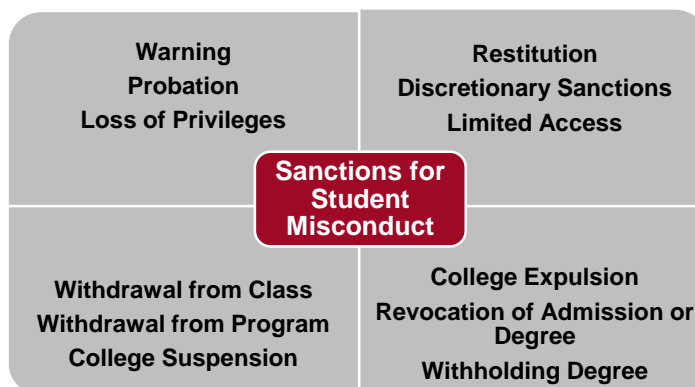 Warning
Probation
Loss of Privileges
Restitution
Discretionary Sanctions
Limited Access
Sanctions for
Student
Misconduct
Withdrawal from Class
Withdrawal from Program
College Suspension
College Expulsion
Revocation of Admission or
Degree
Withholding Degree